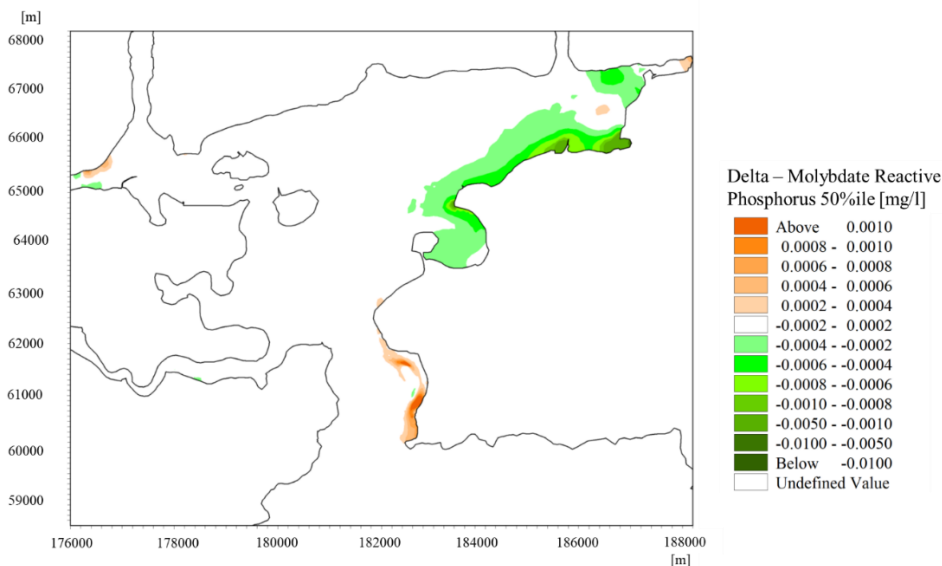 [m]
68000
67000
66000
65000
64000
63000
62000
61000
60000
59000
176000 178000 180000 182000 184000 186000 188000
[m]
Delta – Molybdate Reactive
Phosphorus 50%ile [mg/l]
Above 0.0010
0.0008 - 0.0010
0.0006 - 0.0008
0.0004 - 0.0006
0.0002 - 0.0004
-0.0002 - 0.0002
-0.0004 - -0.0002
-0.0006 - -0.0004
-0.0008 - -0.0006
-0.0010 - -0.0008
-0.0050 - -0.0010
-0.0100 - -0.0050
Below -0.0100
Undefined Value